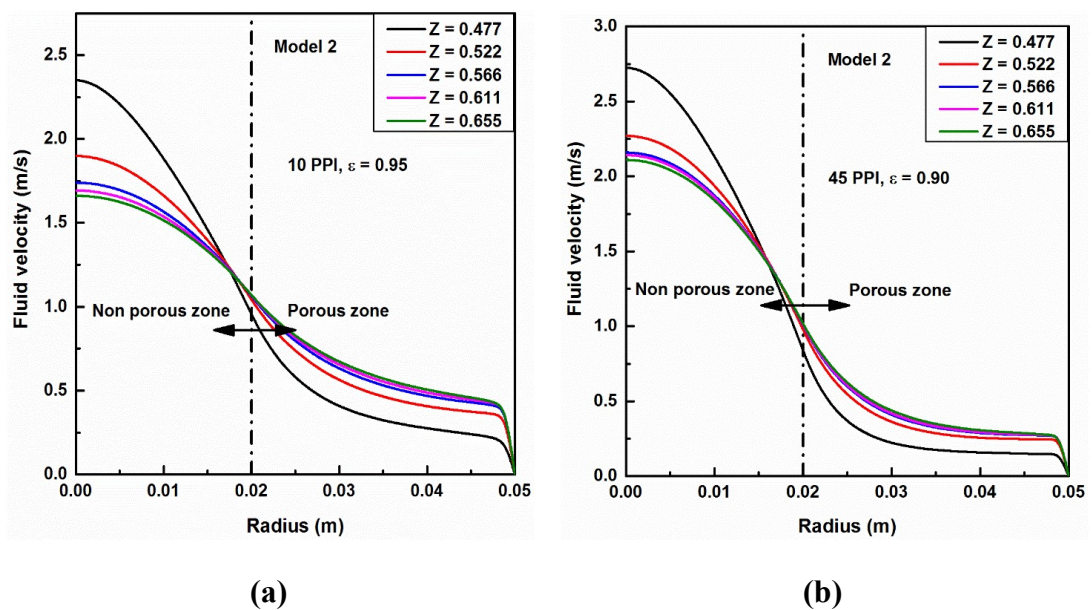 Model 2
Z = 0.477
Z = 0.522
Z = 0.566
Z = 0.611
Z = 0.655
10 PPI, ε = 0.95
Non porous zone
Porous zone
Fluid velocity (m/s)
2.5
2.0
1.5
1.0
0.5
0.0
0.00
0.01
0.02
0.03
0.04
0.05
Radius (m)
(a)
Model 2
Z = 0.477
Z = 0.522
Z = 0.566
Z = 0.611
Z = 0.655
45 PPI, ε = 0.90
Non porous zone
Porous zone
Fluid velocity (m/s)
3.0
2.5
2.0
1.5
1.0
0.5
0.0
0.00
0.01
0.02
0.03
0.04
0.05
Radius (m)
(b)